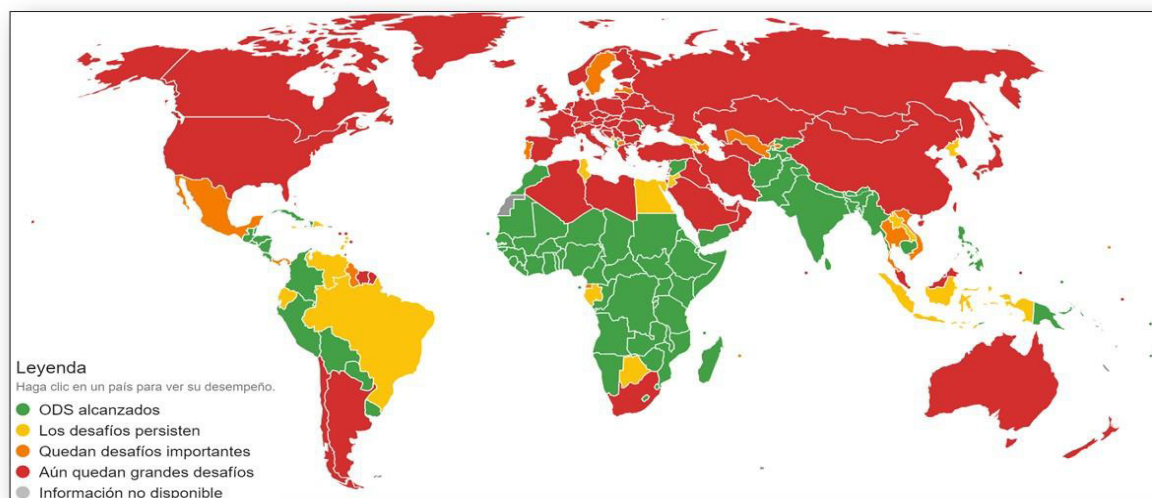 Leyenda
Haga clic en un país para ver su desempeño.
ODS alcanzados
Los desafíos persisten
Quedan desafíos importantes
Aún quedan grandes desafíos
Información no disponible